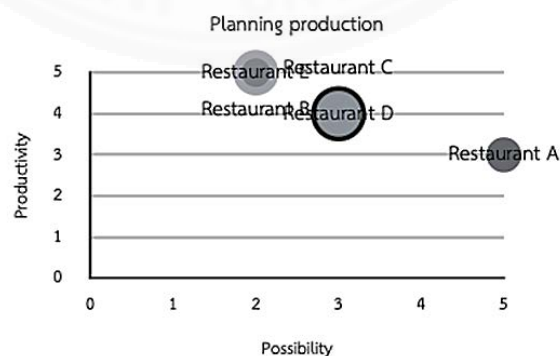 Planning production
Productivity
5
4
3
2
1
0
Restaurant E
Restaurant C
Restaurant B
Restaurant D
Restaurant A
0 1 2 3 4 5
Possibility